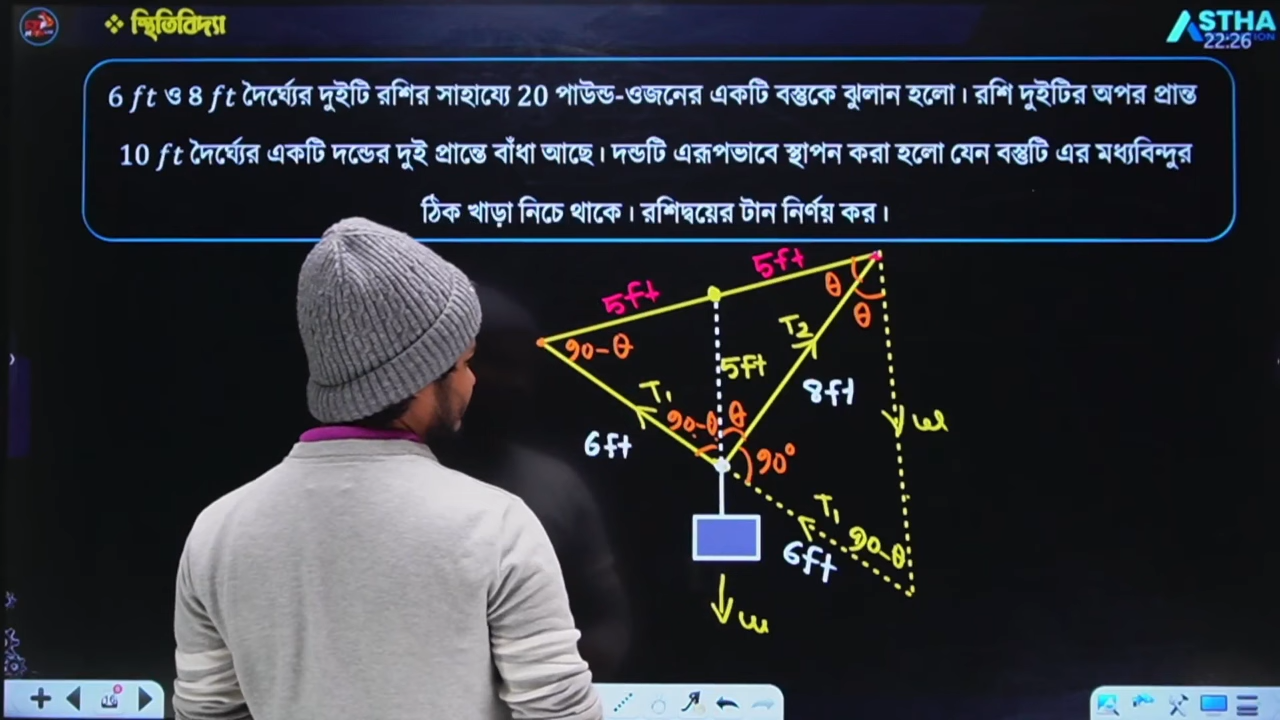 ❖ স্থিতিবিদ্যা
ASTHA
22:26
6 ft ও 8 ft দৈর্ঘ্যের দুইটি রশির সাহায্যে 20 পাউন্ড-ওজনের একটি বস্তুকে ঝুলান হলো। রশি দুইটির অপর প্রান্ত
10 ft দৈর্ঘ্যের একটি দন্ডের দুই প্রান্তে বাঁধা আছে। দন্ডটি এরূপভাবে স্থাপন করা হলো যেন বস্তুটি এর মধ্যবিন্দুর
ঠিক খাড়া নিচে থাকে। রশিদ্বয়ের টান নির্ণয় কর।
5ft
5ft
θ
θ
90-θ
T₂
5ft
8ft
T₁
90-θ
θ
6ft
90°
w
T₁
90-θ
6ft
w